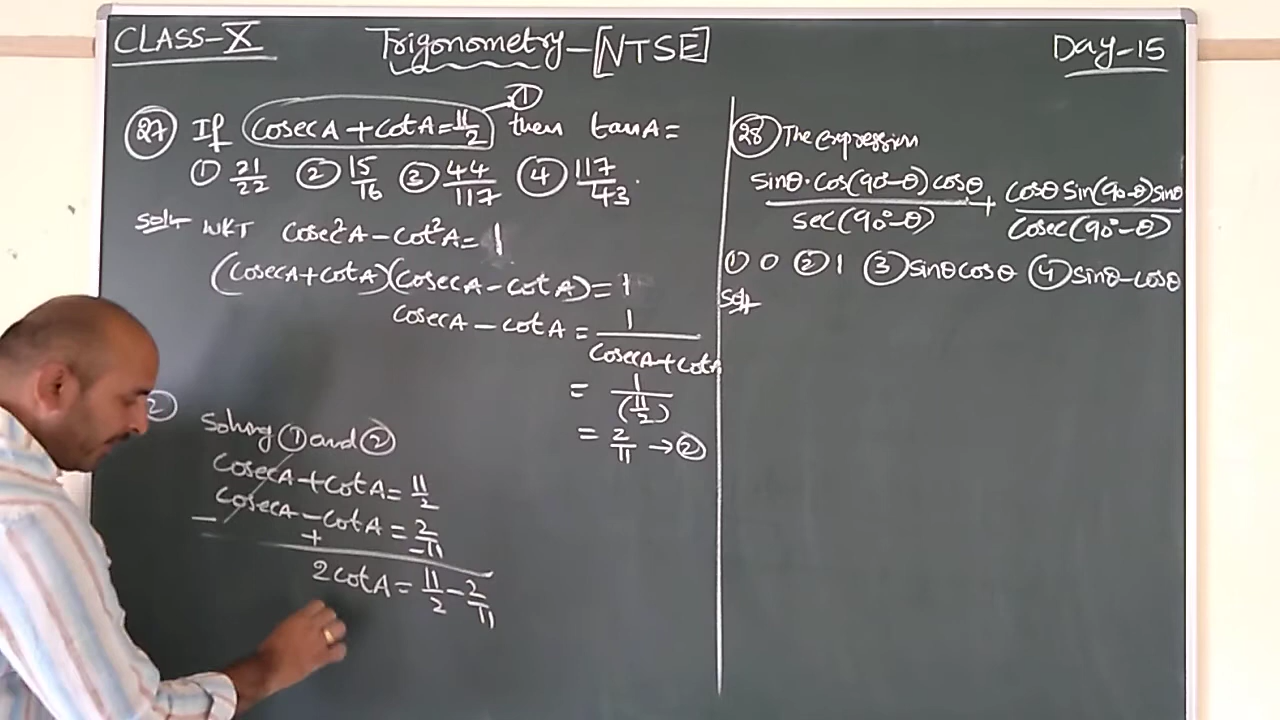 CLASS-X Trigonometry-[NTSE] Day-15
27 If cosecA + cotA = 11/2 → ① then tanA =
① 21/22 ② 15/16 ③ 44/117 ④ 117/43.
Sol:- WKT cosec²A - cot²A = 1
(cosecA + cotA)(cosecA - cotA) = 1
cosecA - cotA = 1/(cosecA + cotA)
= 1/(11/2)
= 2/11 → ②
2
Solving ① and ②
cosecA + cotA = 11/2
cosecA - cotA = 2/11
- + -
2cotA = 11/2 - 2/11
28 The expression
sinθ·cos(90°-θ)cosθ/sec(90°-θ) + cosθ Sin(90-θ)sinθ/cosec(90°-θ)
① 0 ② 1 ③ sinθcosθ ④ sinθ-cosθ
Sol:-